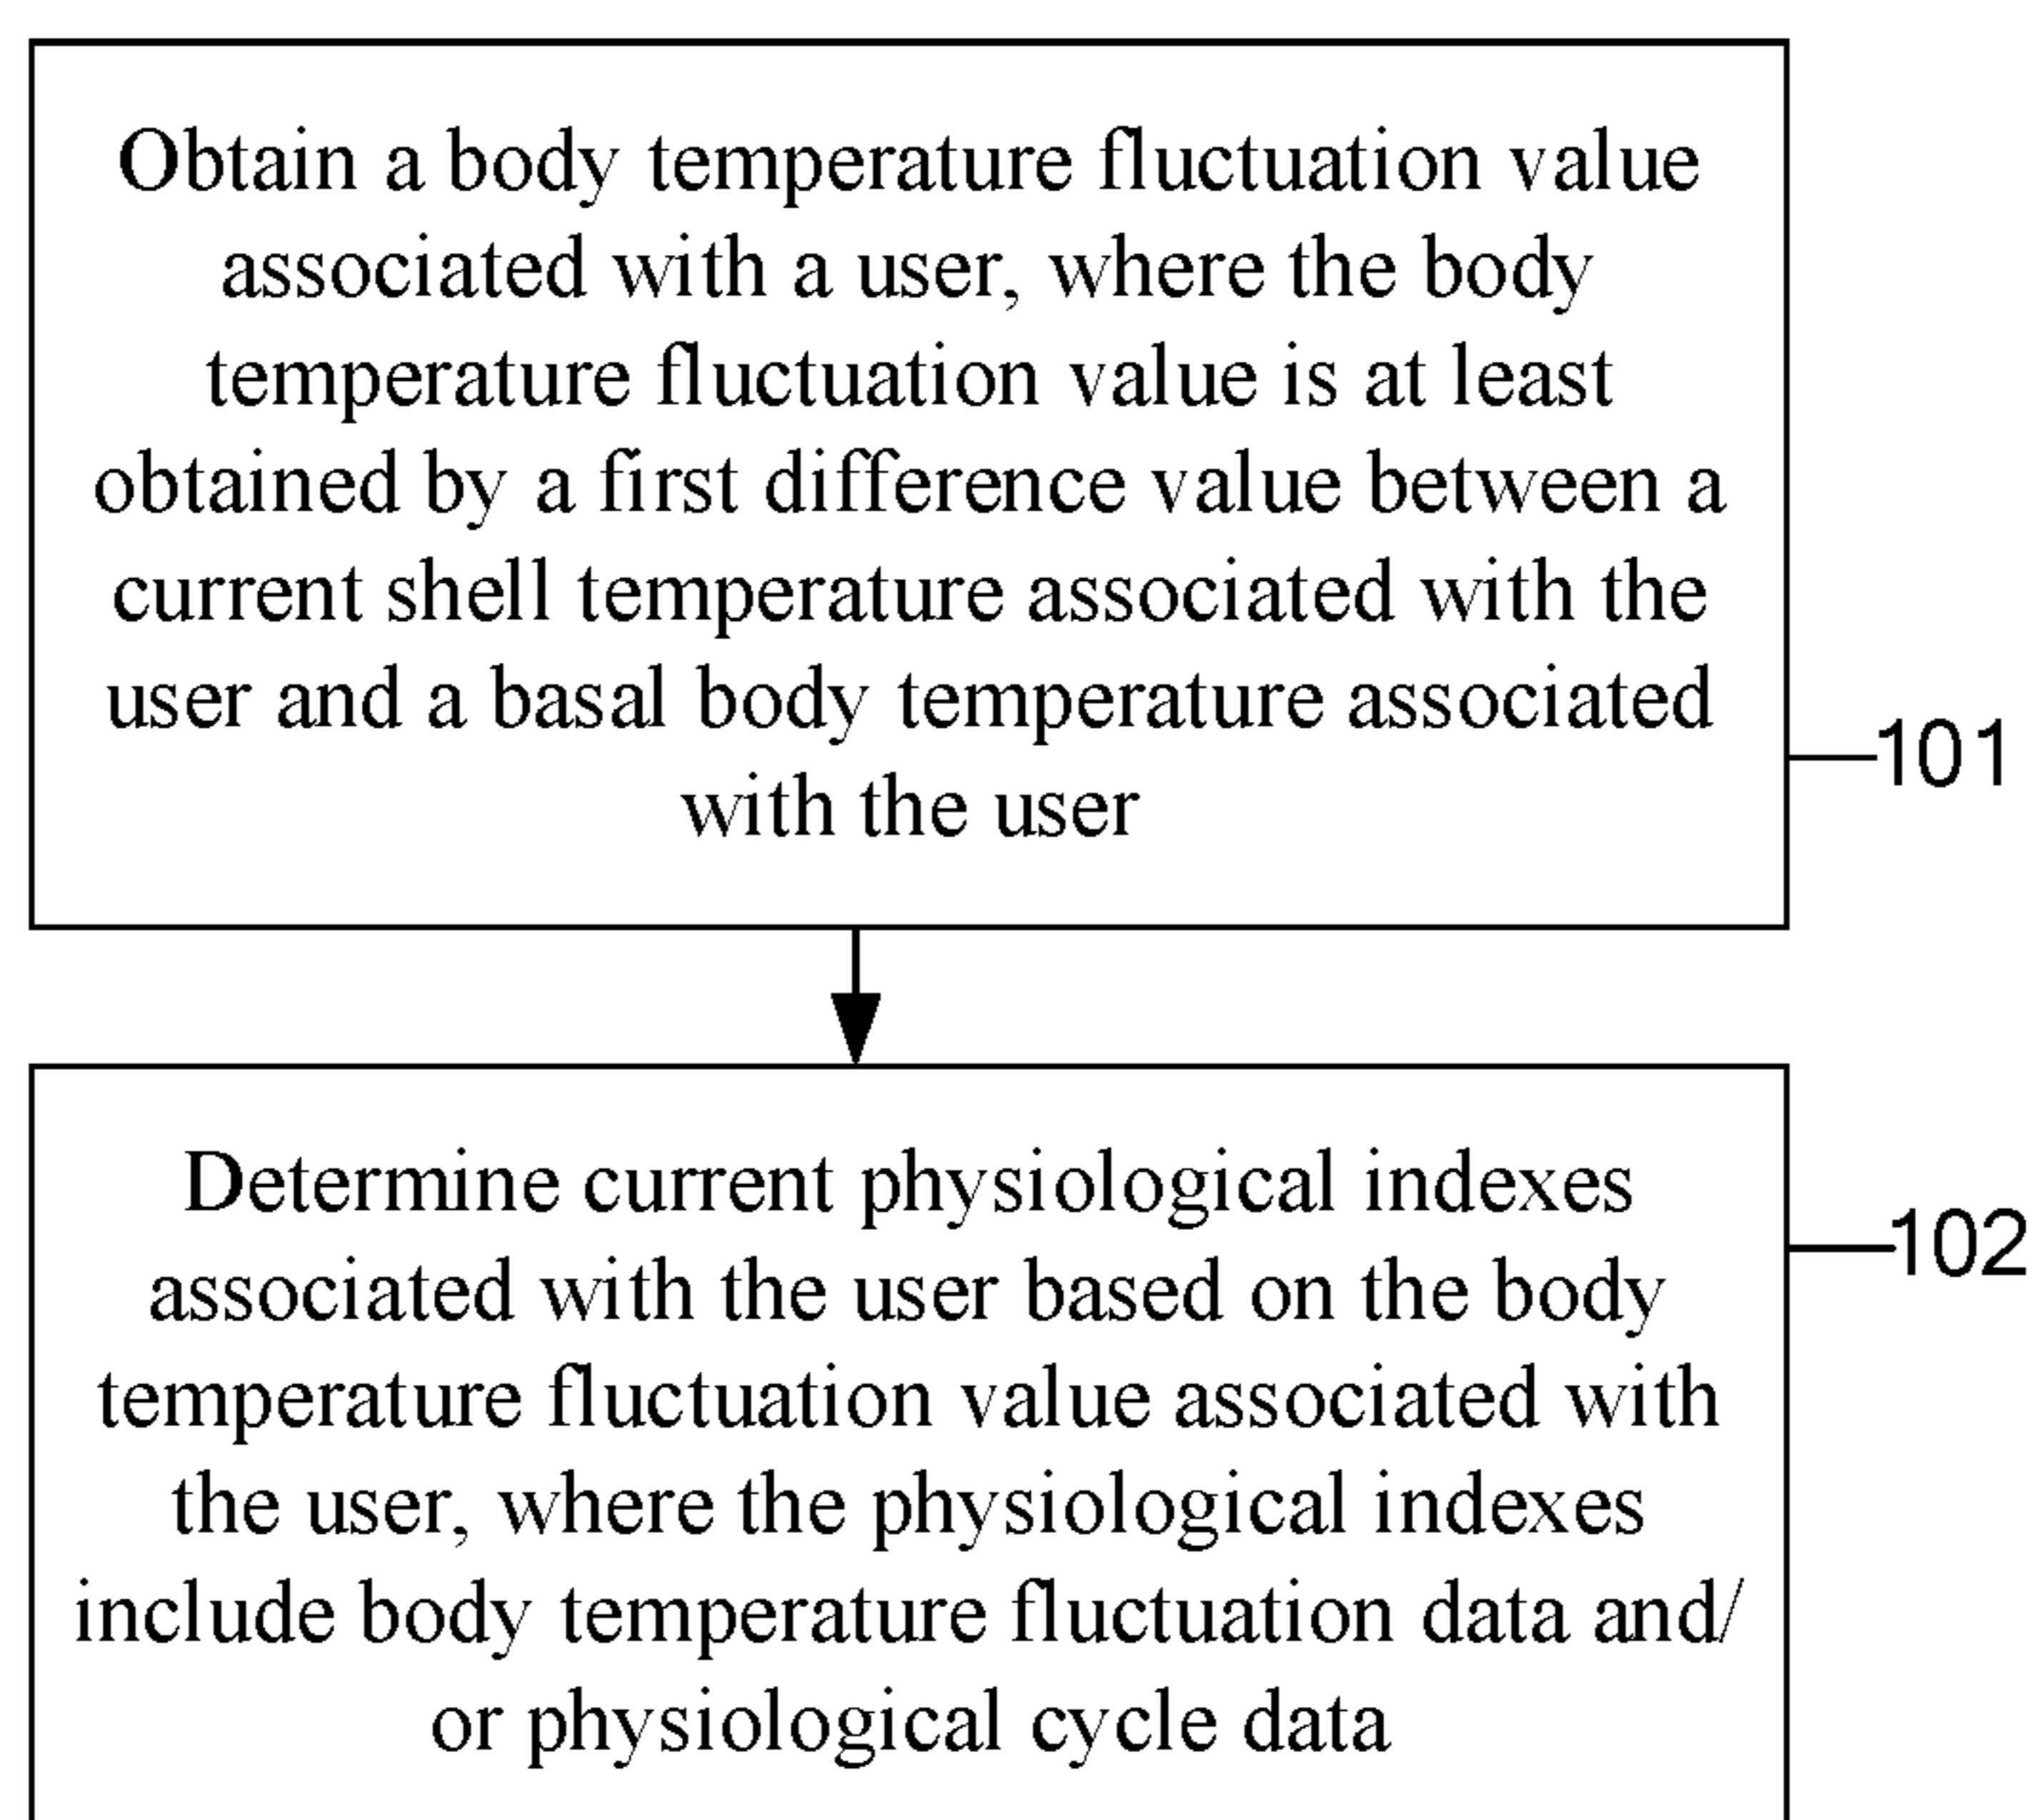 Obtain a body temperature fluctuation value
associated with a user, where the body
temperature fluctuation value is at least
obtained by a first difference value between a
current shell temperature associated with the
user and a basal body temperature associated
with the user
101
Determine current physiological indexes
associated with the user based on the body
temperature fluctuation value associated with
the user, where the physiological indexes
include body temperature fluctuation data and/
or physiological cycle data
102